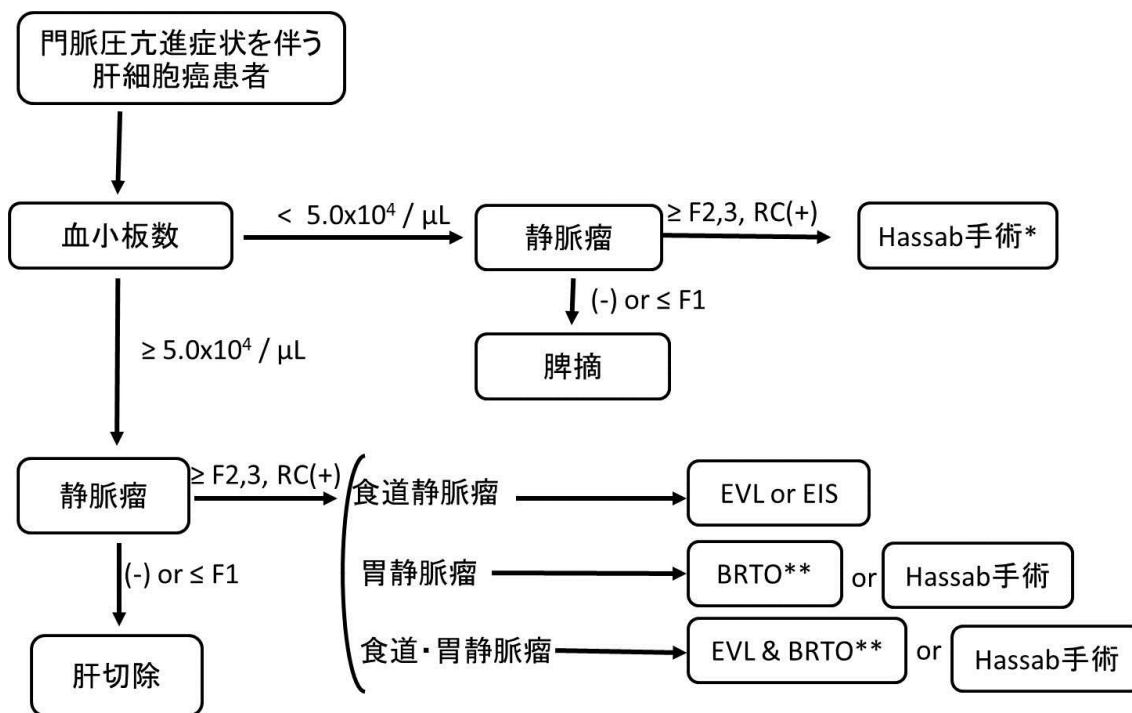 門脈圧亢進症状を伴う
肝細胞癌患者
血小板数
< 5.0x10⁴ / μL
静脈瘤
≥ F2,3, RC(+)
Hassab手術*
(-) or ≤ F1
脾摘
≥ 5.0x10⁴ / μL
静脈瘤
≥ F2,3, RC(+)
食道静脈瘤
EVL or EIS
(-) or ≤ F1
胃静脈瘤
BRTO**
or
Hassab手術
肝切除
食道・胃静脈瘤
EVL & BRTO**
or
Hassab手術